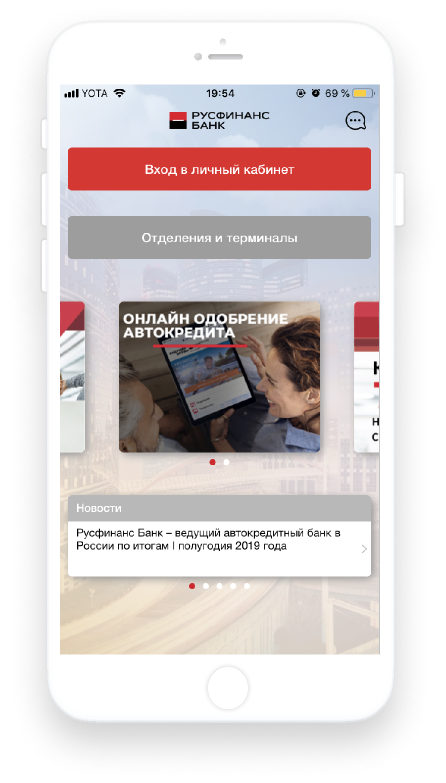 YOTA 19:54 69 %
РУСФИНАНС
БАНК
Вход в личный кабинет
Отделения и терминалы
ОНЛАЙН ОДОБРЕНИЕ
АВТОКРЕДИТА
Новости
Русфинанс Банк – ведущий автокредитный банк в
России по итогам I полугодия 2019 года